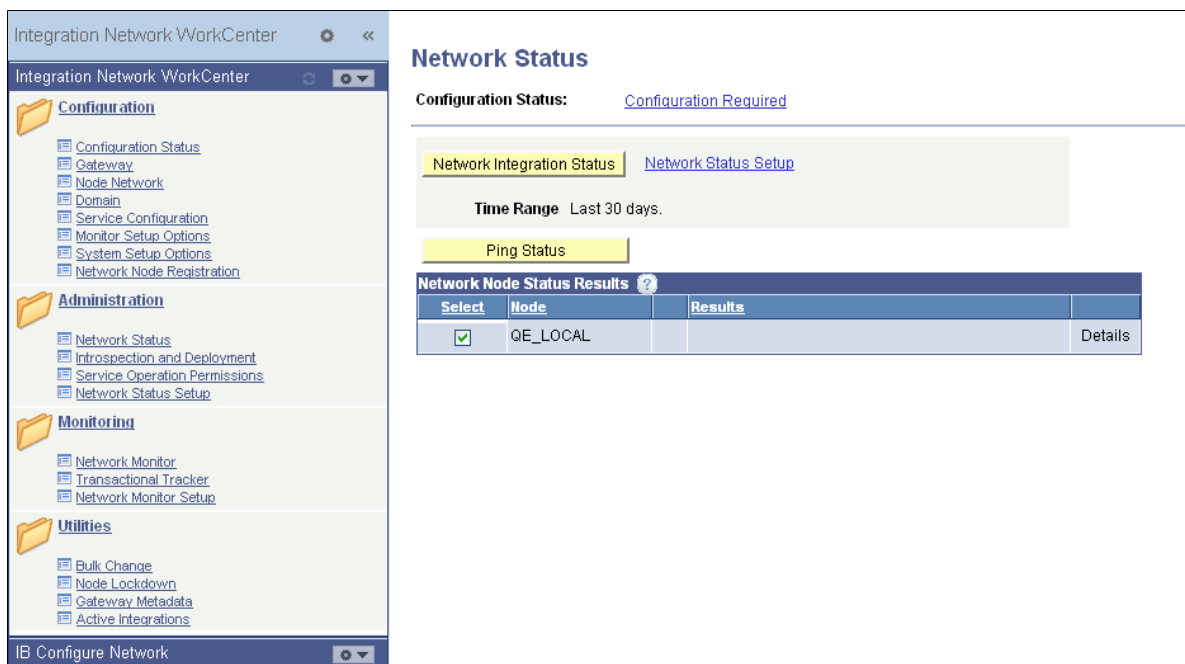 Integration Network WorkCenter
Integration Network WorkCenter
Configuration
Configuration Status
Gateway
Node Network
Domain
Service Configuration
Monitor Setup Options
System Setup Options
Network Node Registration
Administration
Network Status
Introspection and Deployment
Service Operation Permissions
Network Status Setup
Monitoring
Network Monitor
Transactional Tracker
Network Monitor Setup
Utilities
Bulk Change
Node Lockdown
Gateway Metadata
Active Integrations
IB Configure Network
Network Status
Configuration Status: Configuration Required
Network Integration Status Network Status Setup
Time Range Last 30 days.
Ping Status
Network Node Status Results ?
Select Node Results
QE_LOCAL Details